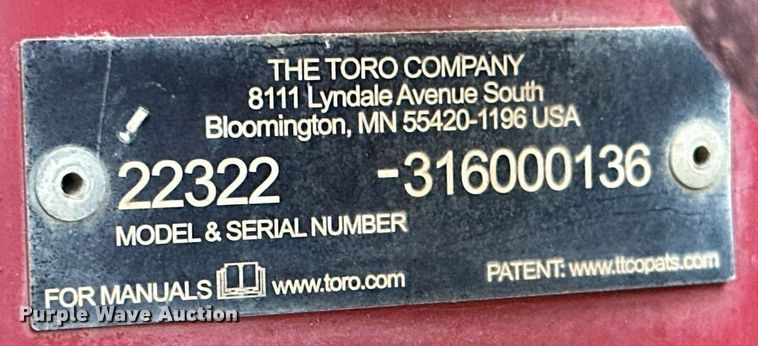 THE TORO COMPANY
8111 Lyndale Avenue South
Bloomington, MN 55420-1196 USA
22322 -316000136
MODEL & SERIAL NUMBER
FOR MANUALS www.toro.com
PATENT: www.ttcopats.com
Purple Wave Auction